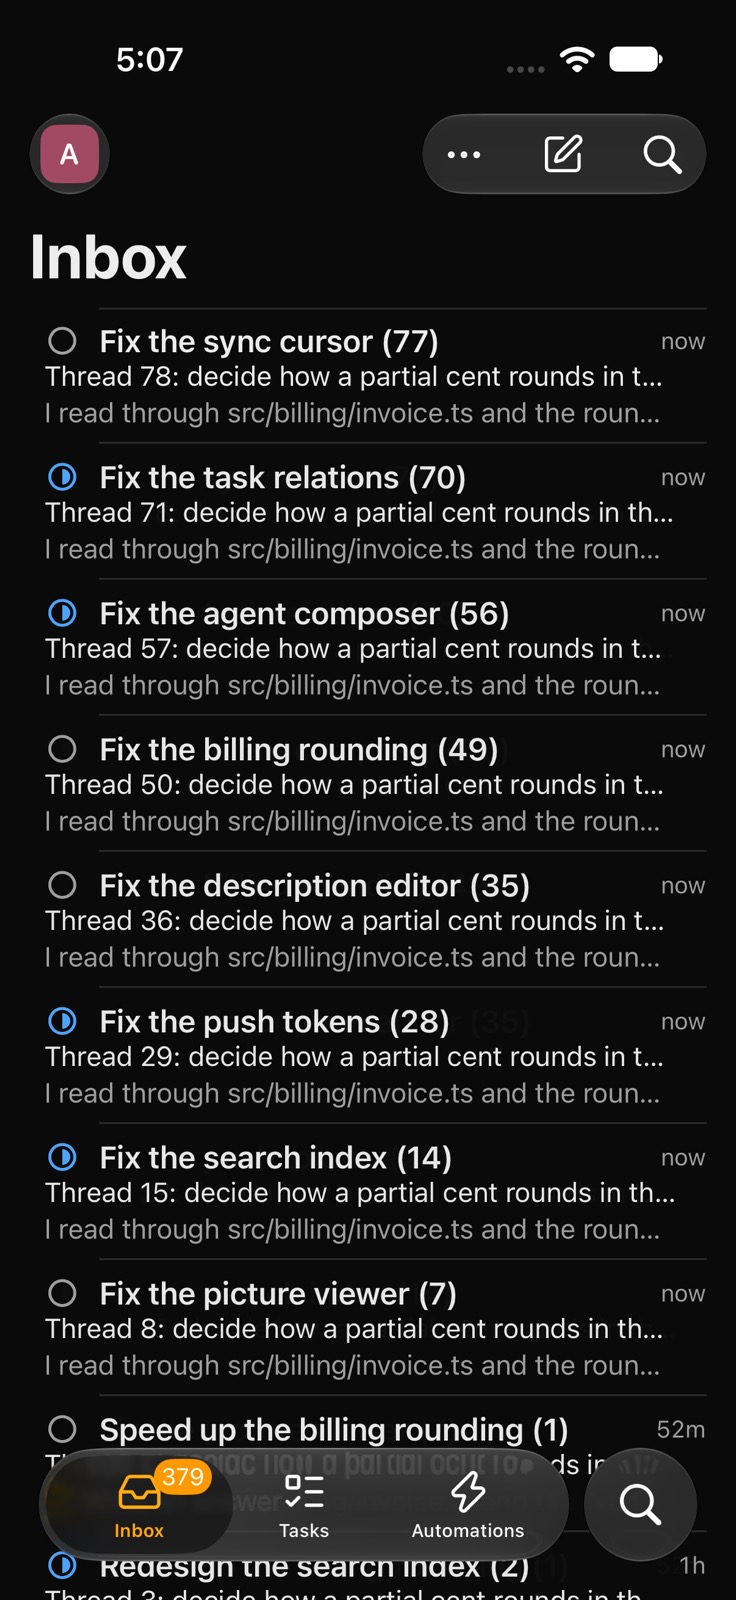 5:07
A
Inbox
Fix the sync cursor (77)
now
Thread 78: decide how a partial cent rounds in t...
I read through src/billing/invoice.ts and the roun...
Fix the task relations (70)
now
Thread 71: decide how a partial cent rounds in th...
I read through src/billing/invoice.ts and the roun...
Fix the agent composer (56)
now
Thread 57: decide how a partial cent rounds in t...
I read through src/billing/invoice.ts and the roun...
Fix the billing rounding (49)
now
Thread 50: decide how a partial cent rounds in t...
I read through src/billing/invoice.ts and the roun...
Fix the description editor (35)
now
Thread 36: decide how a partial cent rounds in t...
I read through src/billing/invoice.ts and the roun...
Fix the push tokens (28)
now
Thread 29: decide how a partial cent rounds in t...
I read through src/billing/invoice.ts and the roun...
Fix the search index (14)
now
Thread 15: decide how a partial cent rounds in th...
I read through src/billing/invoice.ts and the roun...
Fix the picture viewer (7)
now
Thread 8: decide how a partial cent rounds in th...
I read through src/billing/invoice.ts and the roun...
Speed up the billing rounding (1)
52m
379
Inbox
Tasks
Automations
Redesign the search index (2)
1h
Thread 3: decide how a partial cent rounds in th